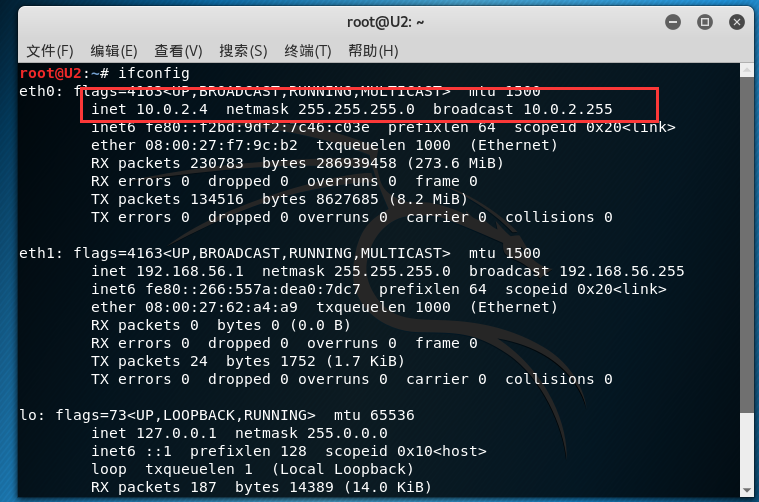 root@U2: ~
文件(F) 编辑(E) 查看(V) 搜索(S) 终端(T) 帮助(H)
root@U2:~# ifconfig
eth0: flags=4163<UP,BROADCAST,RUNNING,MULTICAST>  mtu 1500
        inet 10.0.2.4  netmask 255.255.255.0  broadcast 10.0.2.255
        inet6 fe80::f2bd:9df2:7c46:c03e  prefixlen 64  scopeid 0x20<link>
        ether 08:00:27:f7:9c:b2  txqueuelen 1000  (Ethernet)
        RX packets 230783  bytes 286939458 (273.6 MiB)
        RX errors 0  dropped 0  overruns 0  frame 0
        TX packets 134516  bytes 8627685 (8.2 MiB)
        TX errors 0  dropped 0 overruns 0  carrier 0  collisions 0
eth1: flags=4163<UP,BROADCAST,RUNNING,MULTICAST>  mtu 1500
        inet 192.168.56.1  netmask 255.255.255.0  broadcast 192.168.56.255
        inet6 fe80::266:557a:dea0:7dc7  prefixlen 64  scopeid 0x20<link>
        ether 08:00:27:62:a4:a9  txqueuelen 1000  (Ethernet)
        RX packets 0  bytes 0 (0.0 B)
        RX errors 0  dropped 0  overruns 0  frame 0
        TX packets 24  bytes 1752 (1.7 KiB)
        TX errors 0  dropped 0 overruns 0  carrier 0  collisions 0
lo: flags=73<UP,LOOPBACK,RUNNING>  mtu 65536
        inet 127.0.0.1  netmask 255.0.0.0
        inet6 ::1  prefixlen 128  scopeid 0x10<host>
        loop  txqueuelen 1  (Local Loopback)
        RX packets 187  bytes 14389 (14.0 KiB)